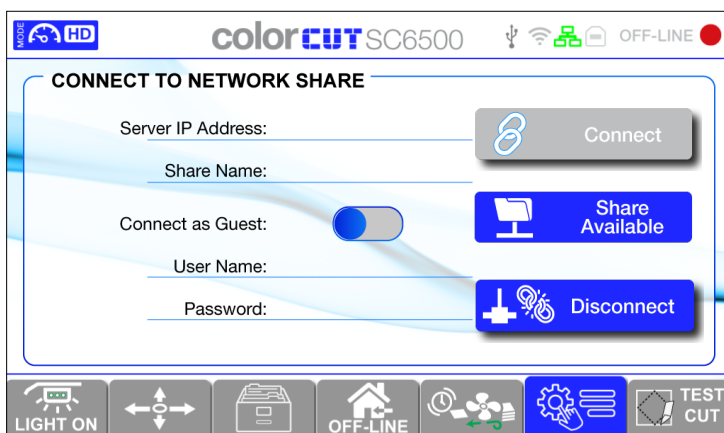 MODE HD colorCUT SC6500 OFF-LINE
CONNECT TO NETWORK SHARE
Server IP Address:
Connect
Share Name:
Share
Available
Connect as Guest:
User Name:
Disconnect
Password:
LIGHT ON
OFF-LINE
TEST
CUT